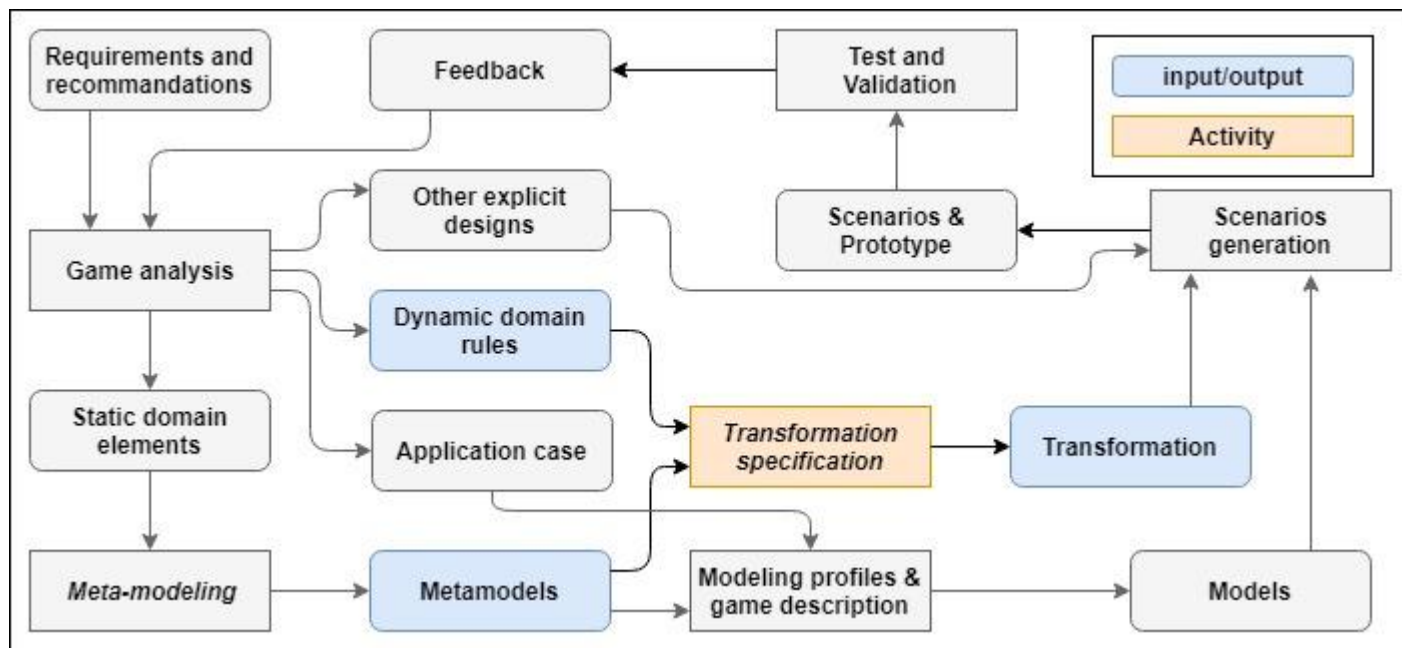 Requirements and
recommandations
Feedback
Test and
Validation
input/output
Activity
Other explicit
designs
Scenarios &
Prototype
Scenarios
generation
Game analysis
Dynamic domain
rules
Static domain
elements
Application case
Transformation
specification
Transformation
Meta-modeling
Metamodels
Modeling profiles &
game description
Models